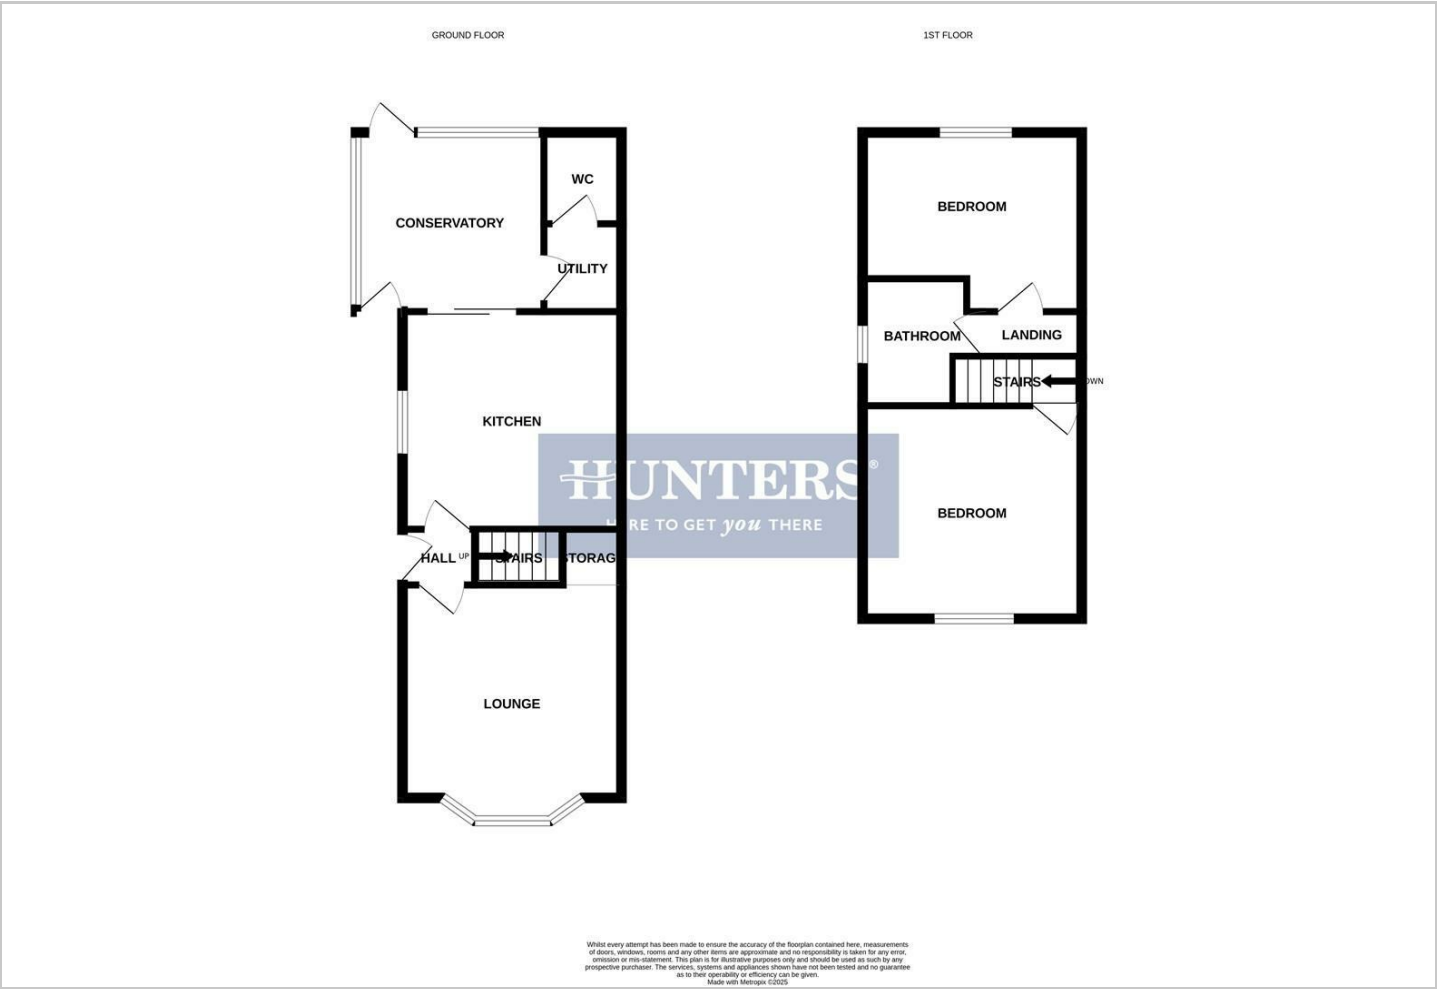 GROUND FLOOR
1ST FLOOR
WC
CONSERVATORY
UTILITY
KITCHEN
HALL
UP
STAIRS
STORAG
LOUNGE
BEDROOM
BATHROOM
LANDING
STAIRS
OWN
BEDROOM
HUNTERS®
HERE TO GET you THERE
Whilst every attempt has been made to ensure the accuracy of the floorplan contained here, measurements
of doors, windows, rooms and any other items are approximate and no responsibility is taken for any error,
omission or mis-statement. This plan is for illustrative purposes only and should be used as such by any
prospective purchaser. The services, systems and appliances shown have not been tested and no guarantee
as to their operability or efficiency can be given.
Made with Metropix ©2025